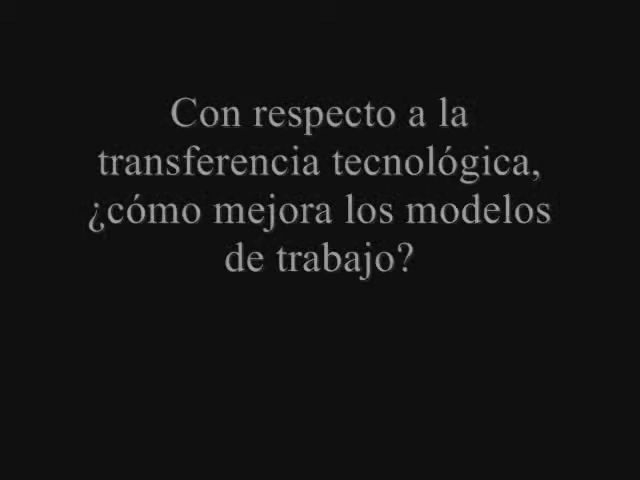 Con respecto a la
transferencia tecnológica,
¿cómo mejora los modelos
de trabajo?